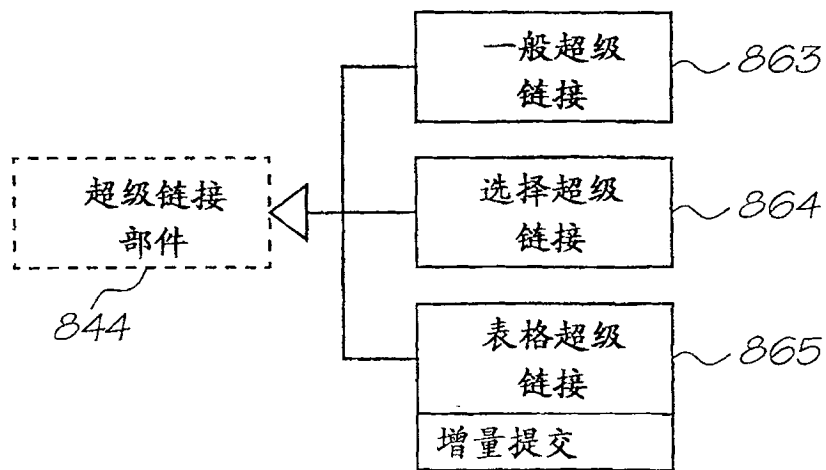 一般超级
链接
863
超级链接
部件
844
选择超级
链接
864
表格超级
链接
865
增量提交